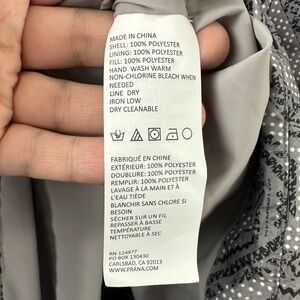 MADE IN CHINA
SHELL: 100% POLYESTER
LINING: 100% POLYESTER
FILL: 100% POLYESTER
HAND WASH WARM
NON-CHLORINE BLEACH WHEN
NEEDED
LINE DRY
IRON LOW
DRY CLEANABLE
FABRIQUÉ EN CHINE
EXTÉRIEUR: 100% POLYESTER
DOUBLURE: 100% POLYESTER
REMPLIR: 100% POLYESTER
LAVAGE À LA MAIN ET À
L'EAU TIÈDE
BLANCHIR SANS CHLORE SI
BESOIN
SÉCHER SUR UN FIL
REPASSER À BASSE
TEMPÉRATURE
NETTOYABLE À SEC
RN 124977
PO BOX 130430
CARLSBAD, CA 92013
WWW.PRANA.COM